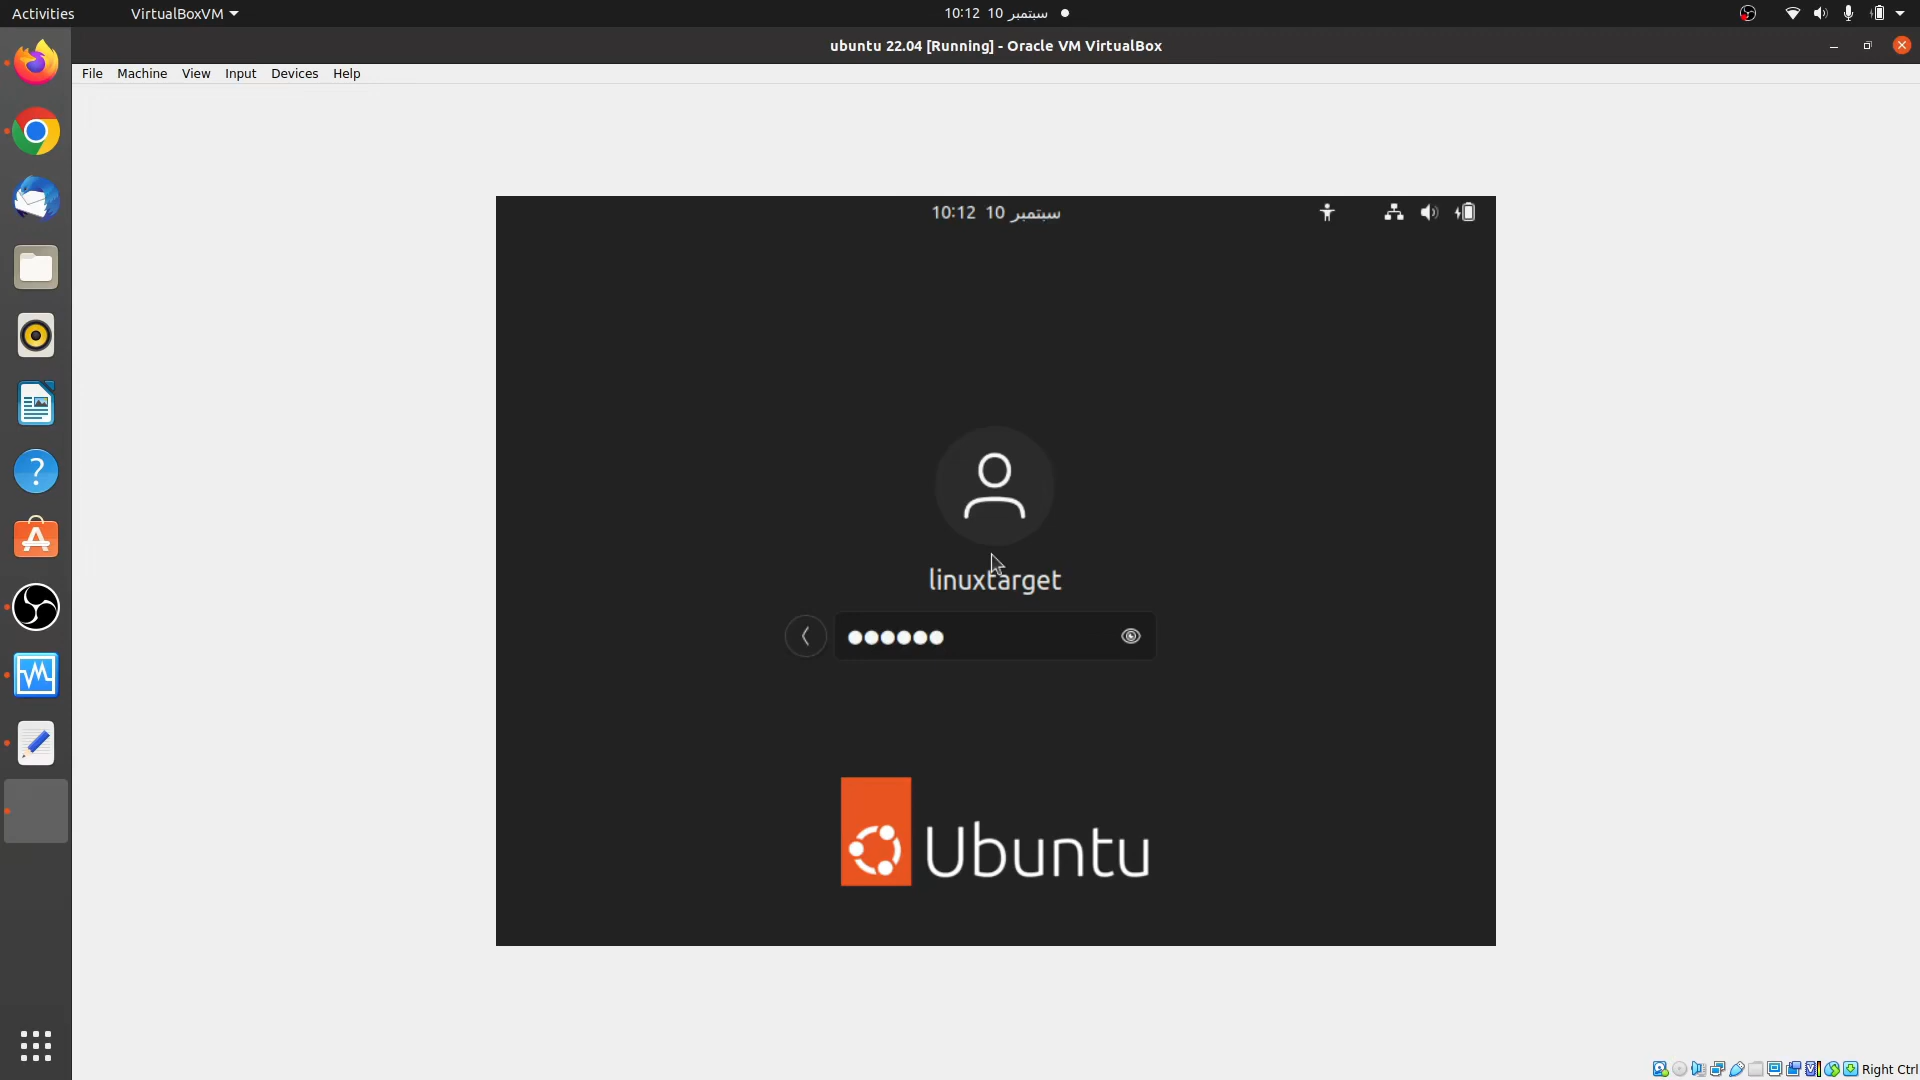 Activities
VirtualBoxVM
10:12 10 سبتمبر
ubuntu 22.04 [Running] - Oracle VM VirtualBox
File Machine View Input Devices Help
10:12 10 سبتمبر
linuxtarget
Ubuntu
Right Ctrl